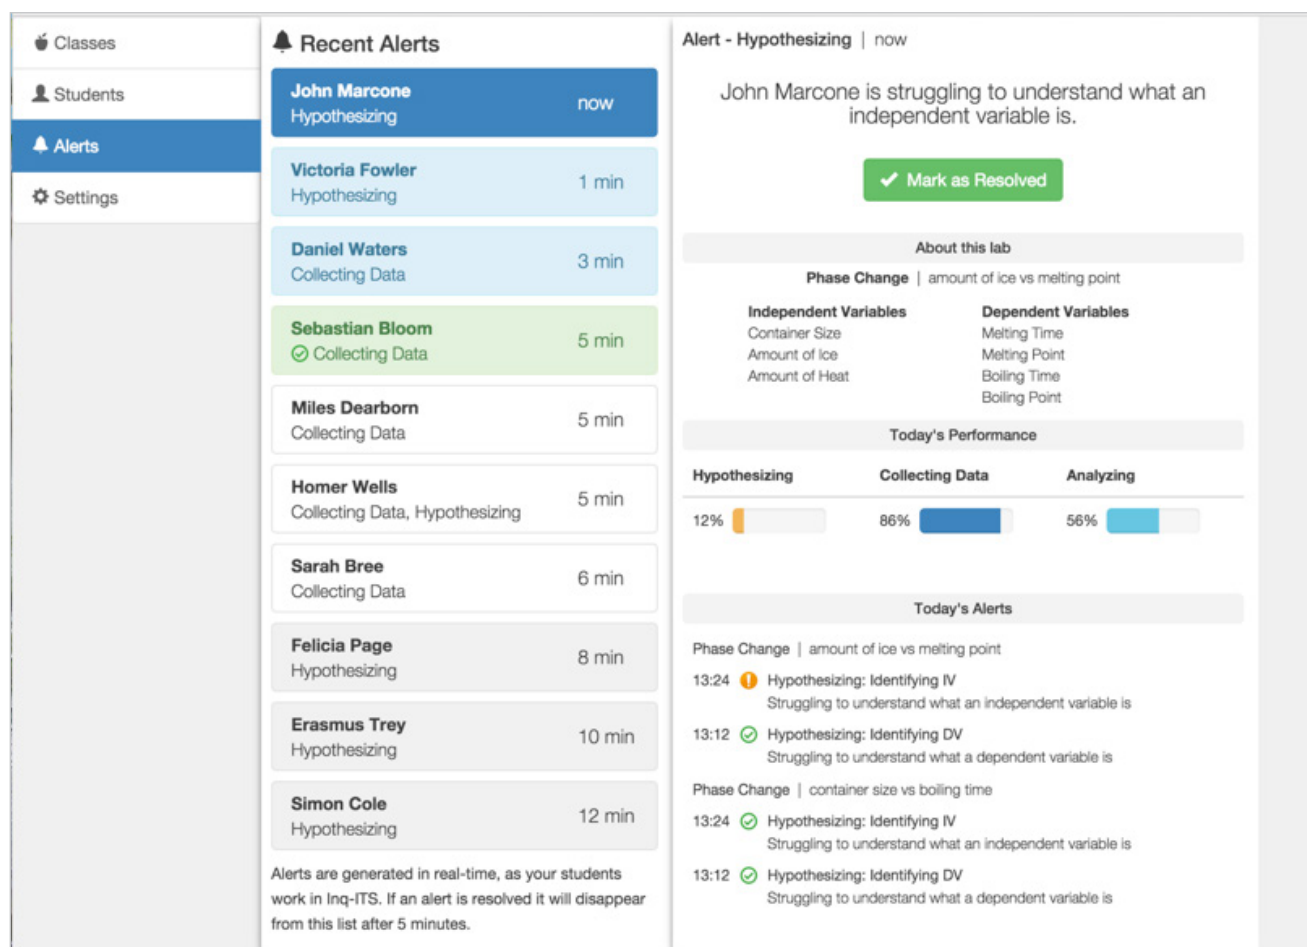 Classes
Students
Alerts
Settings
Recent Alerts
John Marcone
Hypothesizing
now
Victoria Fowler
Hypothesizing
1 min
Daniel Waters
Collecting Data
3 min
Sebastian Bloom
Collecting Data
5 min
Miles Dearborn
Collecting Data
5 min
Homer Wells
Collecting Data, Hypothesizing
5 min
Sarah Bree
Collecting Data
6 min
Felicia Page
Hypothesizing
8 min
Erasmus Trey
Hypothesizing
10 min
Simon Cole
Hypothesizing
12 min
Alerts are generated in real-time, as your students
work in Inq-ITS. If an alert is resolved it will disappear
from this list after 5 minutes.
Alert - Hypothesizing | now
John Marcone is struggling to understand what an
independent variable is.
Mark as Resolved
About this lab
Phase Change | amount of ice vs melting point
Independent Variables
Container Size
Amount of Ice
Amount of Heat
Dependent Variables
Melting Time
Melting Point
Boiling Time
Boiling Point
Today's Performance
Hypothesizing Collecting Data Analyzing
12% 86% 56%
Today's Alerts
Phase Change | amount of ice vs melting point
13:24 Hypothesizing: Identifying IV
Struggling to understand what an independent variable is
13:12 Hypothesizing: Identifying DV
Struggling to understand what a dependent variable is
Phase Change | container size vs boiling time
13:24 Hypothesizing: Identifying IV
Struggling to understand what an independent variable is
13:12 Hypothesizing: Identifying DV
Struggling to understand what a dependent variable is